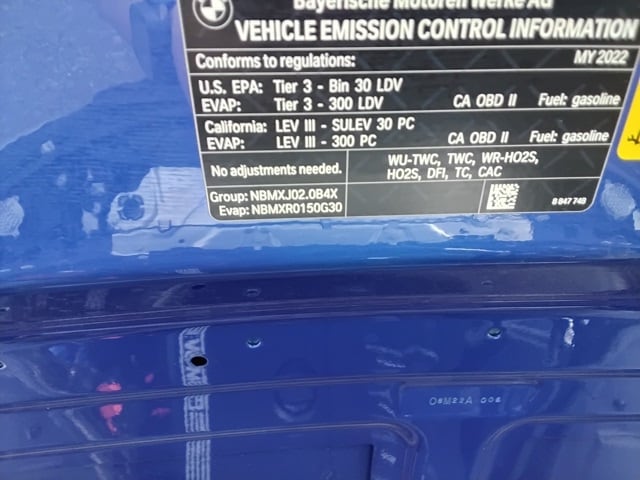 BMW
Bayerische Motoren Werke AG
VEHICLE EMISSION CONTROL INFORMATION
Conforms to regulations: MY 2022
U.S. EPA: Tier 3 - Bin 30 LDV
EVAP: Tier 3 - 300 LDV CA OBD II Fuel: gasoline
California: LEV III - SULEV 30 PC
EVAP: LEV III - 300 PC CA OBD II Fuel: gasoline
No adjustments needed.
WU-TWC, TWC, WR-HO2S,
HO2S, DFI, TC, CAC
Group: NBMXJ02.0B4X
Evap: NBMXR0150G30
8 847 748